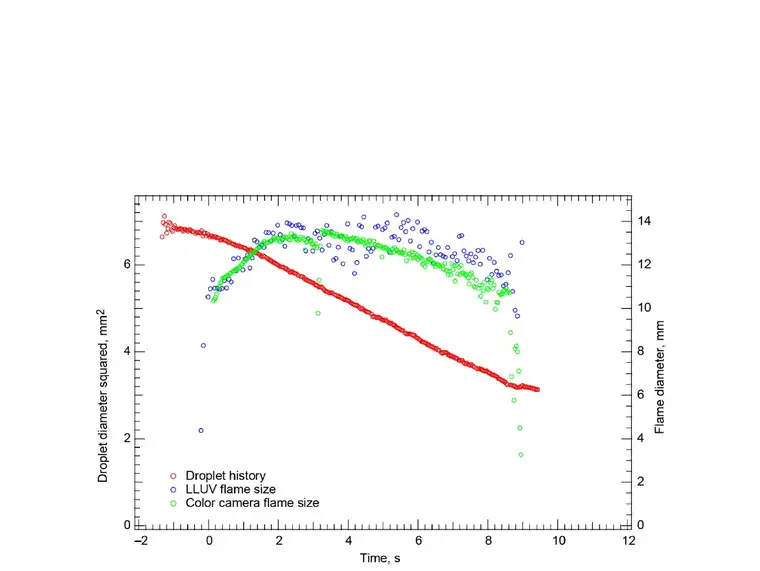 Droplet diameter squared, mm2
6
4
2
0
14
12
10
8
6
4
2
0
Flame diameter, mm
Droplet history
LLUV flame size
Color camera flame size
–2 0 2 4 6 8 10 12
Time, s